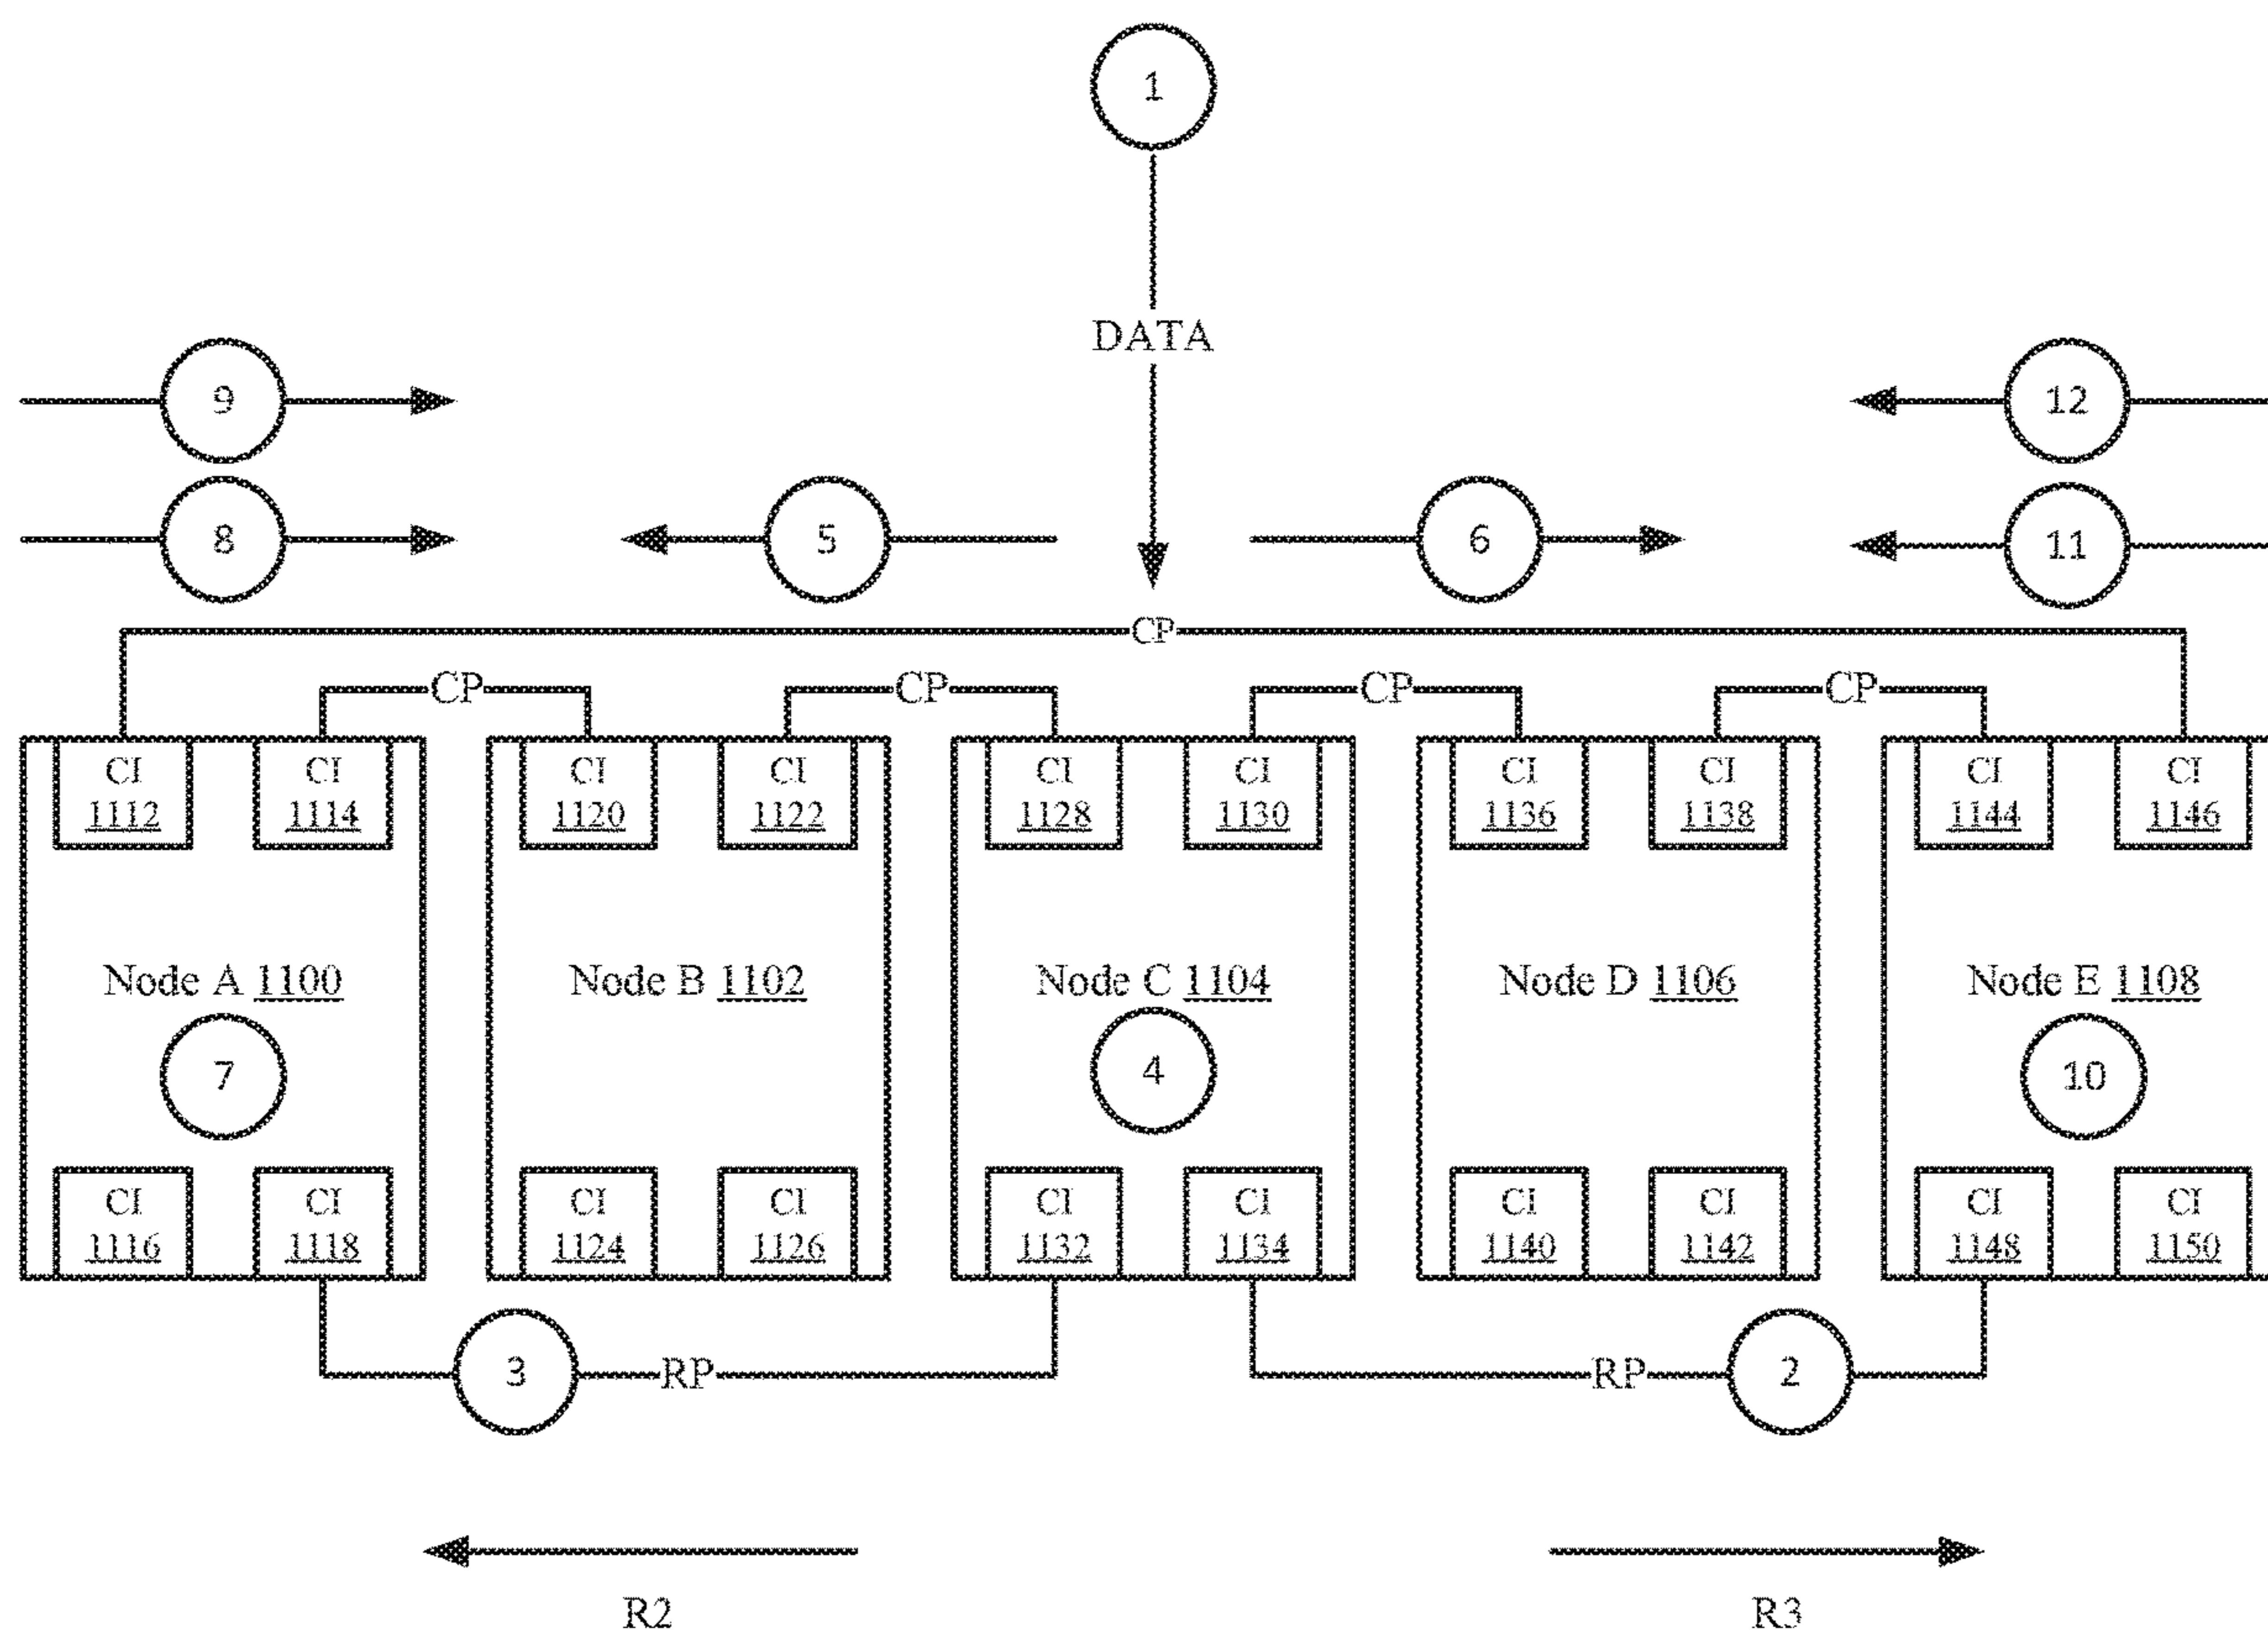 1
DATA
9
12
8
5
6
11
CP
CP
CP
CP
CP
CI
1112
CI
1114
CI
1120
CI
1122
CI
1128
CI
1130
CI
1136
CI
1138
CI
1144
CI
1146
Node A 1100
Node B 1102
Node C 1104
Node D 1106
Node E 1108
7
4
10
CI
1116
CI
1118
CI
1124
CI
1126
CI
1132
CI
1134
CI
1140
CI
1142
CI
1148
CI
1150
3
RP
RP
2
R2
R3